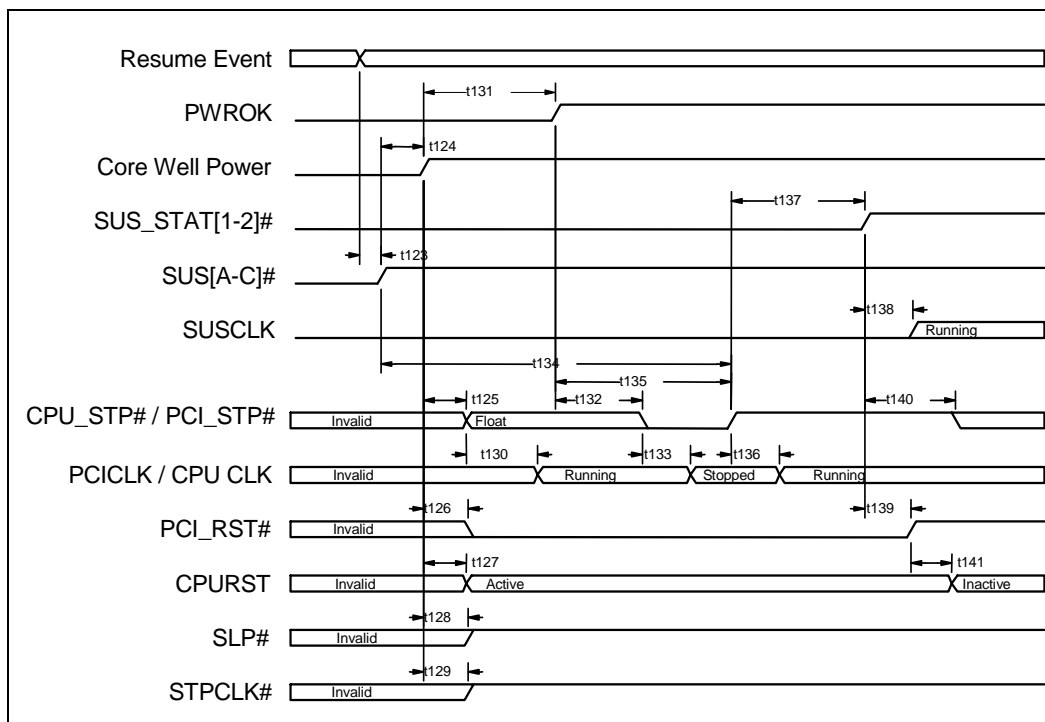 Resume Event
t131
PWROK
t124
Core Well Power
t137
SUS_STAT[1-2]#
t123
SUS[A-C]#
t138
SUSCLK
Running
t134
t135
t125
t132
t140
CPU_STP# / PCI_STP#
Invalid
Float
t130
t133
t136
PCICLK / CPU CLK
Invalid
Running
Stopped
Running
t126
t139
PCI_RST#
Invalid
t127
t141
CPURST
Invalid
Active
Inactive
t128
SLP#
Invalid
t129
STPCLK#
Invalid